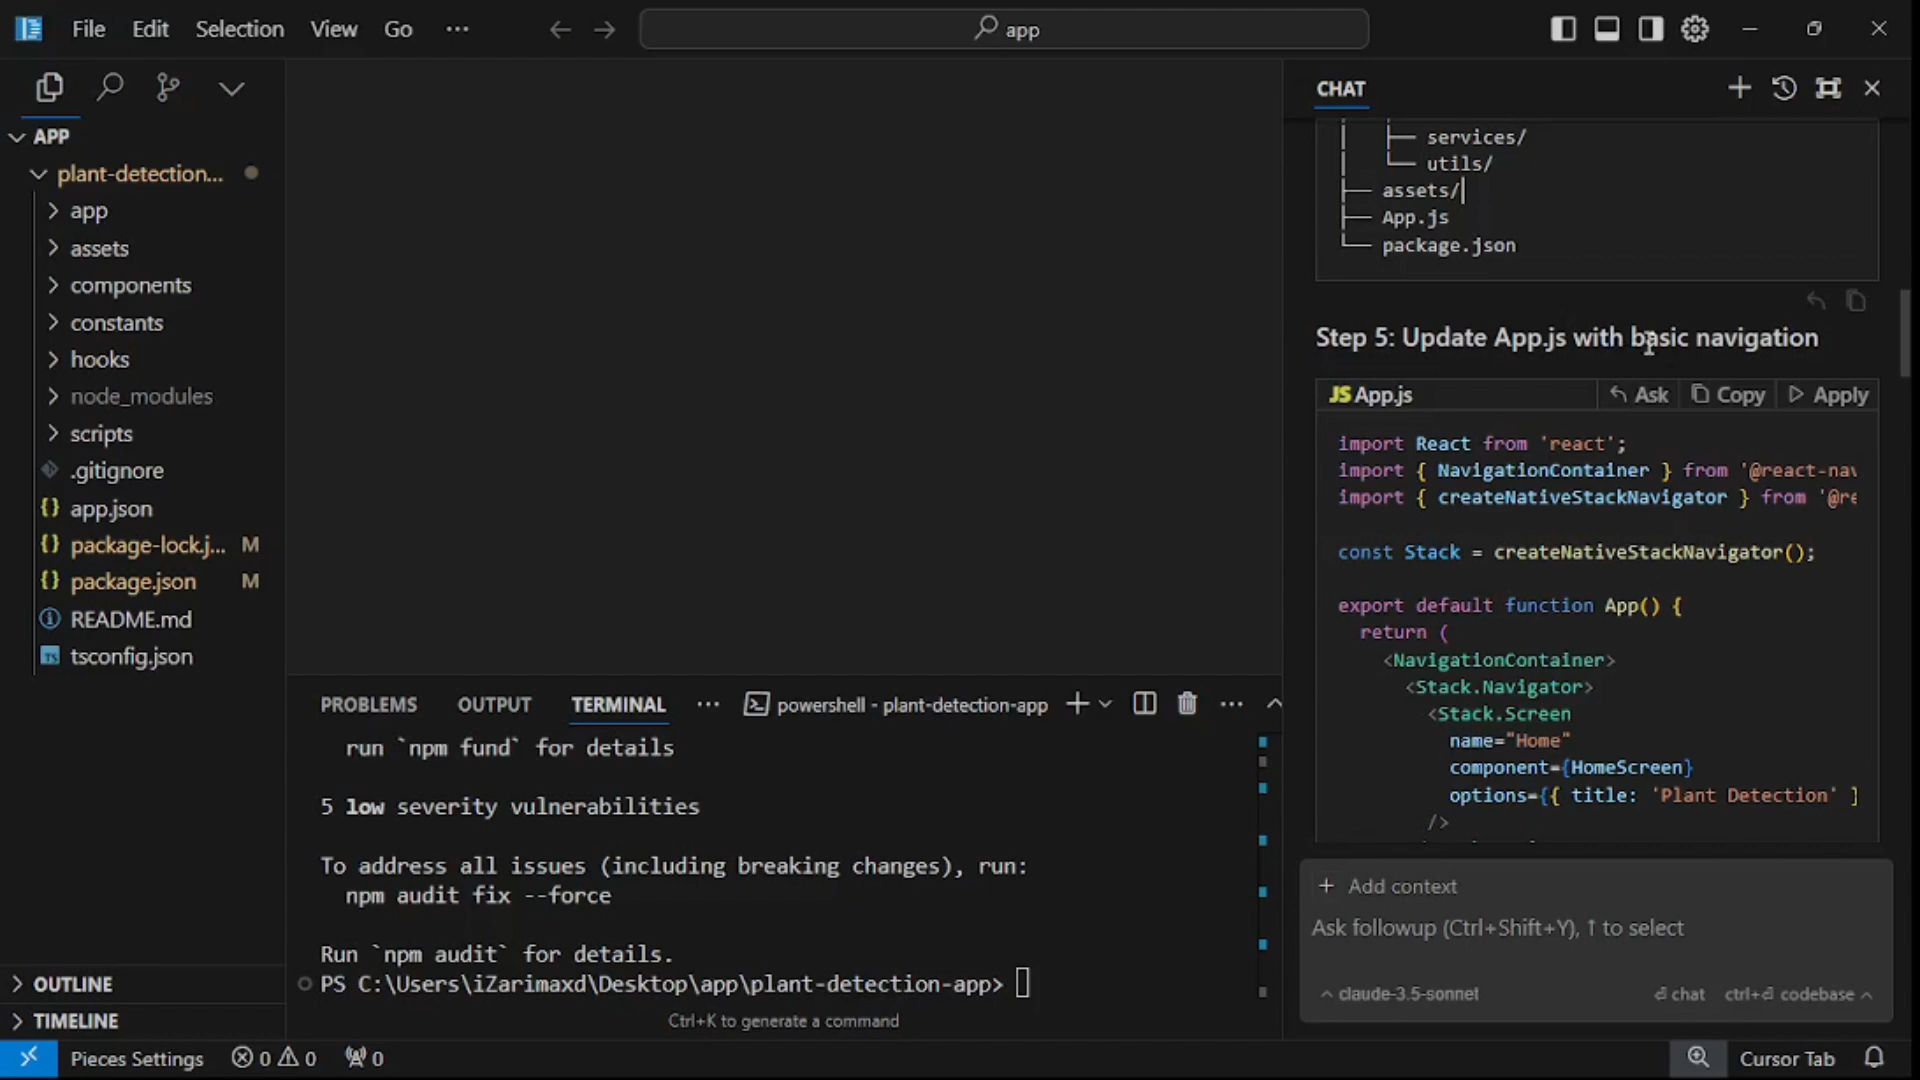 File Edit Selection View Go ··· app
APP
plant-detection...
app
assets
components
constants
hooks
node_modules
scripts
.gitignore
{} app.json
{} package-lock.j... M
{} package.json M
README.md
TS tsconfig.json
OUTLINE
TIMELINE
PROBLEMS OUTPUT TERMINAL ··· powershell - plant-detection-app
run `npm fund` for details
5 low severity vulnerabilities
To address all issues (including breaking changes), run:
npm audit fix --force
Run `npm audit` for details.
PS C:\Users\iZarimaxd\Desktop\app\plant-detection-app>
Ctrl+K to generate a command
CHAT
│ ├── services/
│ └── utils/
├── assets/
├── App.js
└── package.json
Step 5: Update App.js with basic navigation
JS App.js Ask Copy Apply
import React from 'react';
import { NavigationContainer } from '@react-nav
import { createNativeStackNavigator } from '@re
const Stack = createNativeStackNavigator();
export default function App() {
return (
<NavigationContainer>
<Stack.Navigator>
<Stack.Screen
name="Home"
component={HomeScreen}
options={{ title: 'Plant Detection' }
/>
+ Add context
Ask followup (Ctrl+Shift+Y), ↑ to select
claude-3.5-sonnet ⏎ chat ctrl+⏎ codebase
Pieces Settings 0 0 0 Cursor Tab